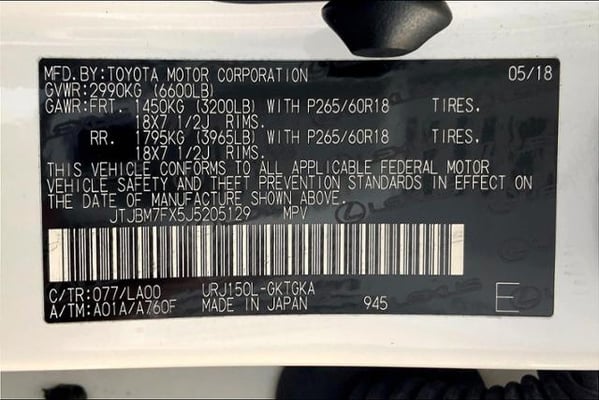 MFD.BY:TOYOTA MOTOR CORPORATION 05/18
GVWR:2990KG (6600LB)
GAWR:FRT. 1450KG (3200LB) WITH P265/60R18 TIRES.
18X7 1/2J RIMS.
RR. 1795KG (3965LB) WITH P265/60R18 TIRES.
18X7 1/2J RIMS.
THIS VEHICLE CONFORMS TO ALL APPLICABLE FEDERAL MOTOR
VEHICLE SAFETY AND THEFT PREVENTION STANDARDS IN EFFECT ON
THE DATE OF MANUFACTURE SHOWN ABOVE.
JTJBM7FX5J5205129 MPV
C/TR:077/LA00 URJ150L-GKTGKA
A/TM:A01A/A760F MADE IN JAPAN 945 E